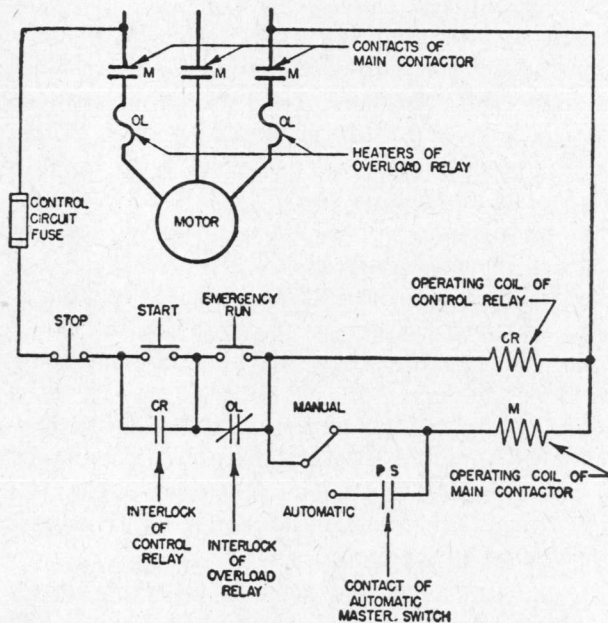 CONTACTS OF
MAIN CONTACTOR
M
M
M
OL
OL
HEATERS OF
OVERLOAD RELAY
MOTOR
CONTROL
CIRCUIT
FUSE
OPERATING COIL OF
CONTROL RELAY
EMERGENCY
RUN
START
STOP
CR
CR
OL
MANUAL
M
P S
AUTOMATIC
OPERATING COIL OF
MAIN CONTACTOR
INTERLOCK
OF
CONTROL
RELAY
INTERLOCK
OF
OVERLOAD
RELAY
CONTACT OF
AUTOMATIC
MASTER SWITCH